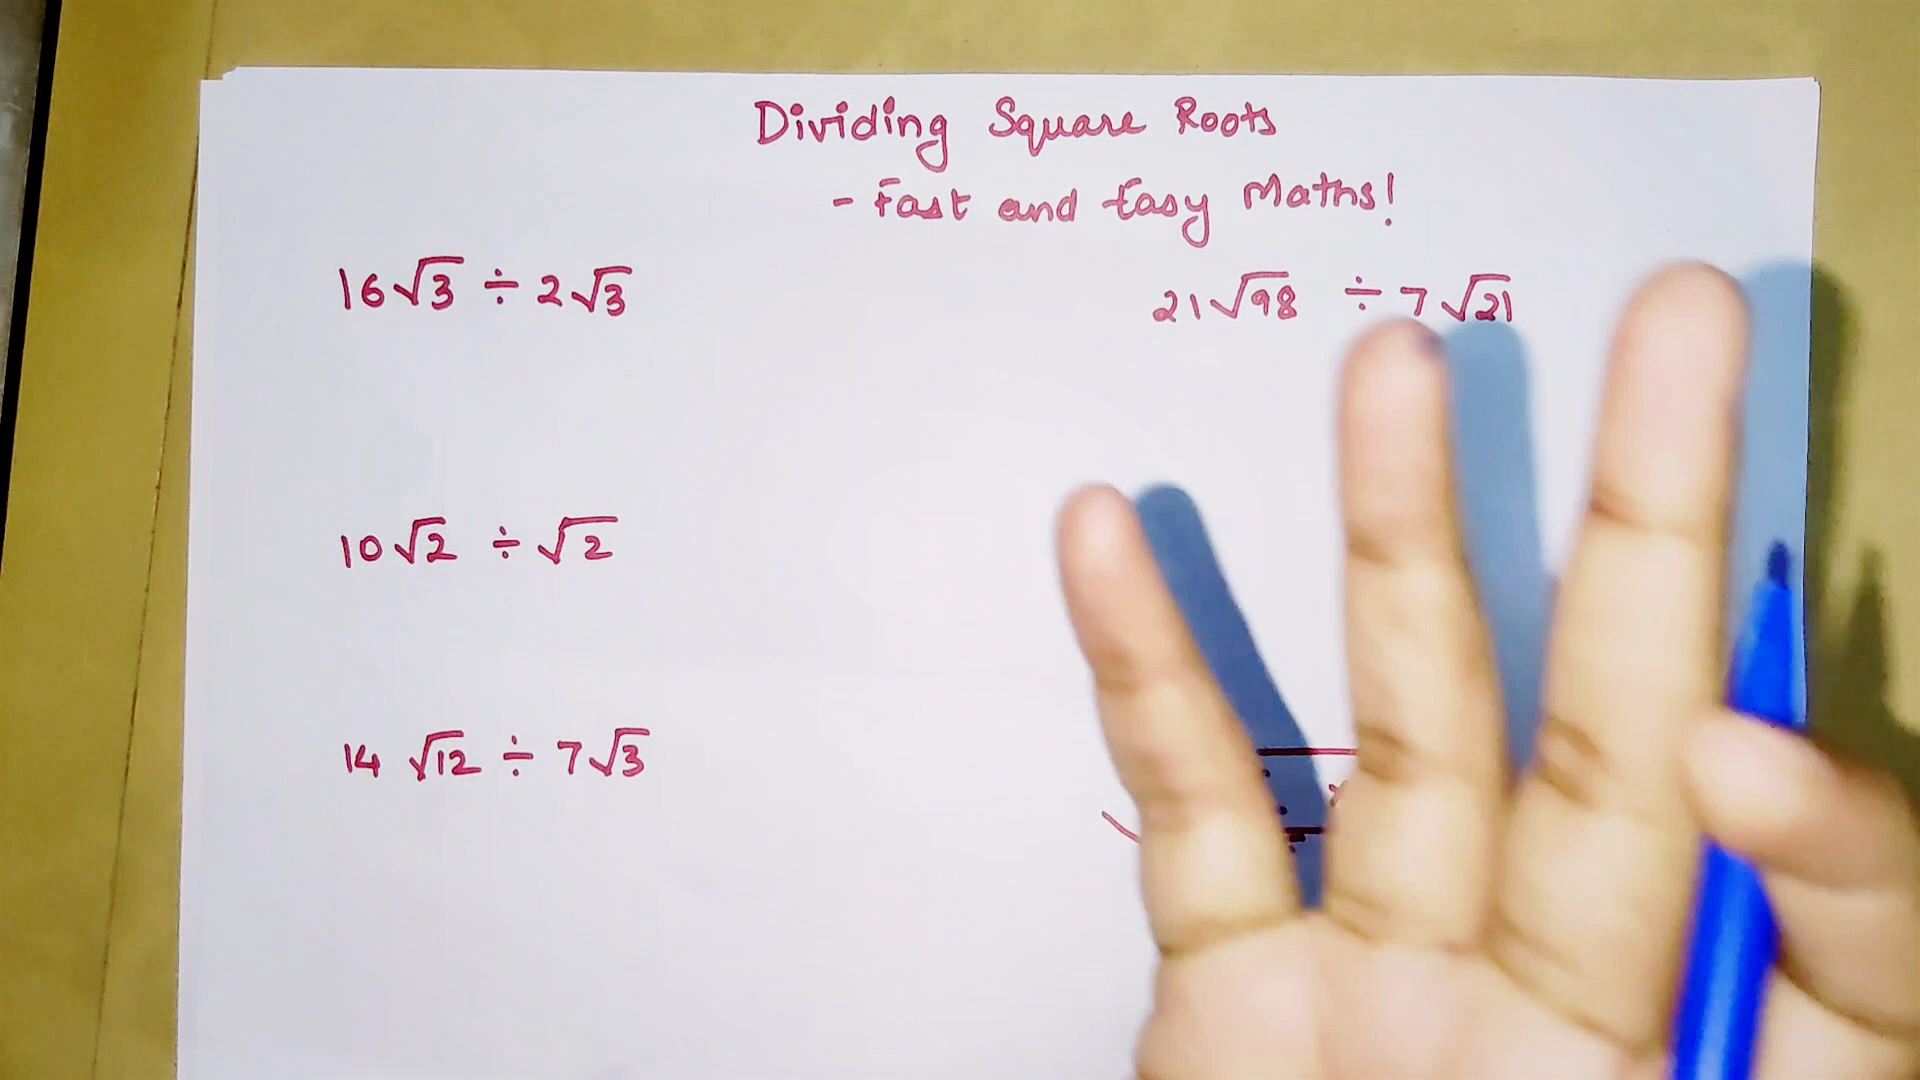 Dividing Square Roots
- Fast and Easy Maths!
16√3 ÷ 2√3
21√98 ÷ 7√21
10√2 ÷ √2
14 √12 ÷ 7√3